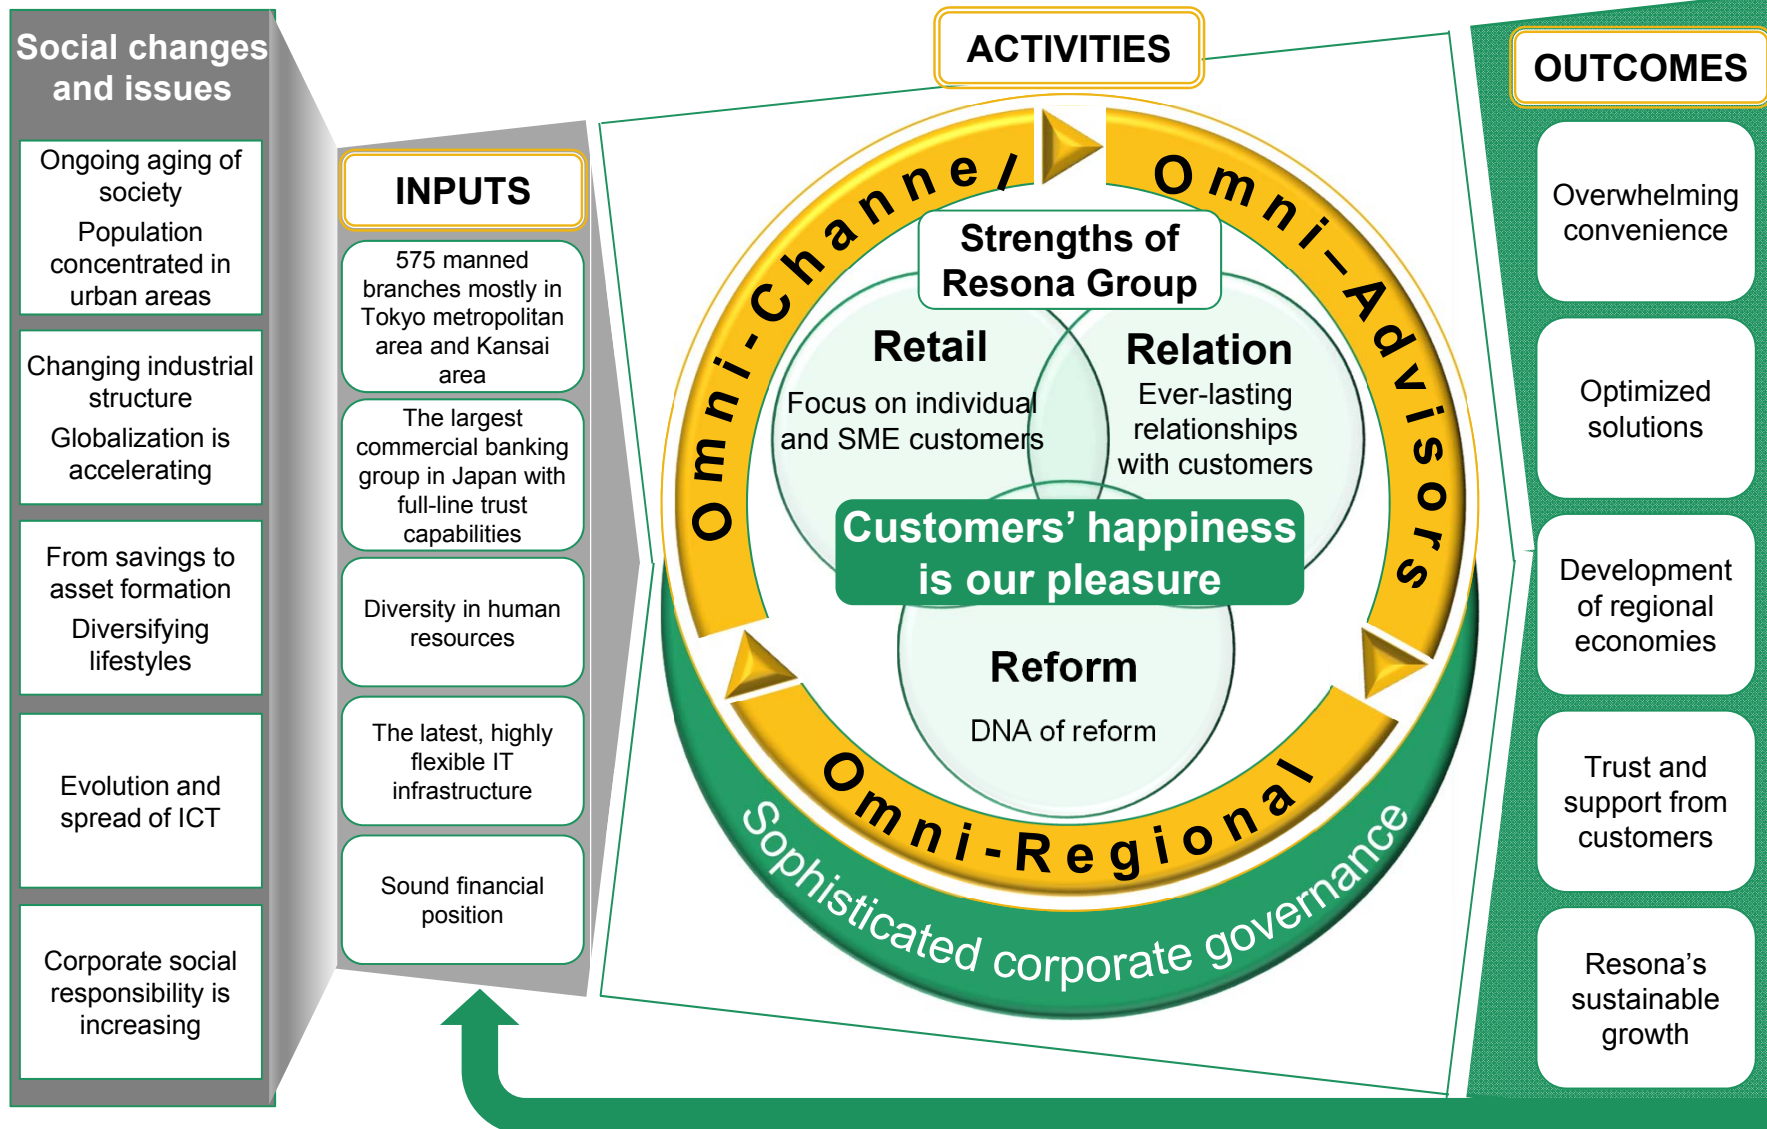 Social changes
and issues
Ongoing aging of
society
Population
concentrated in
urban areas
Changing industrial
structure
Globalization is
accelerating
From savings to
asset formation
Diversifying
lifestyles
Evolution and
spread of ICT
Corporate social
responsibility is
increasing
INPUTS
575 manned
branches mostly in
Tokyo metropolitan
area and Kansai
area
The largest
commercial banking
group in Japan with
full-line trust
capabilities
Diversity in human
resources
The latest, highly
flexible IT
infrastructure
Sound financial
position
ACTIVITIES
Omni-Channel
Omni–Advisors
Omni-Regional
Strengths of
Resona Group
Retail
Focus on individual
and SME customers
Relation
Ever-lasting
relationships
with customers
Customers’ happiness
is our pleasure
Reform
DNA of reform
Sophisticated corporate governance
OUTCOMES
Overwhelming
convenience
Optimized
solutions
Development
of regional
economies
Trust and
support from
customers
Resona’s
sustainable
growth